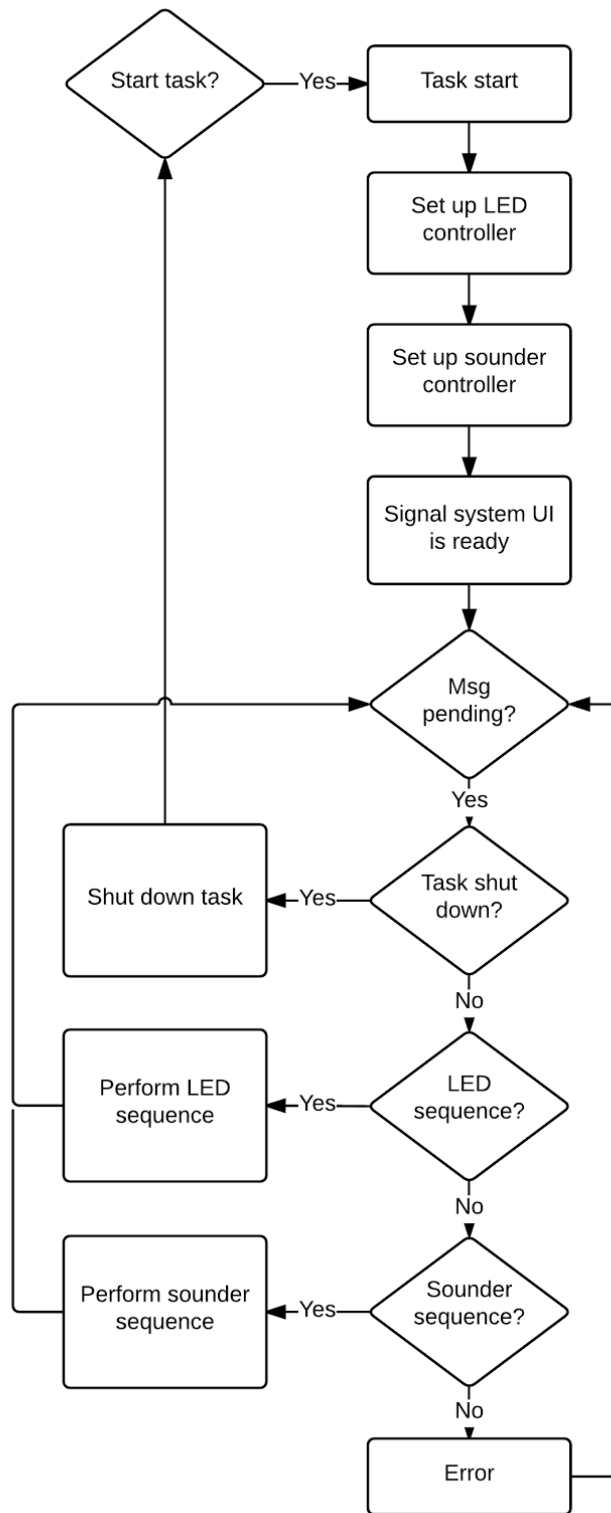 Start task?
Yes
Task start
Set up LED
controller
Set up sounder
controller
Signal system UI
is ready
Msg
pending?
Yes
Shut down task
Yes
Task shut
down?
No
Perform LED
sequence
Yes
LED
sequence?
No
Perform sounder
sequence
Yes
Sounder
sequence?
No
Error